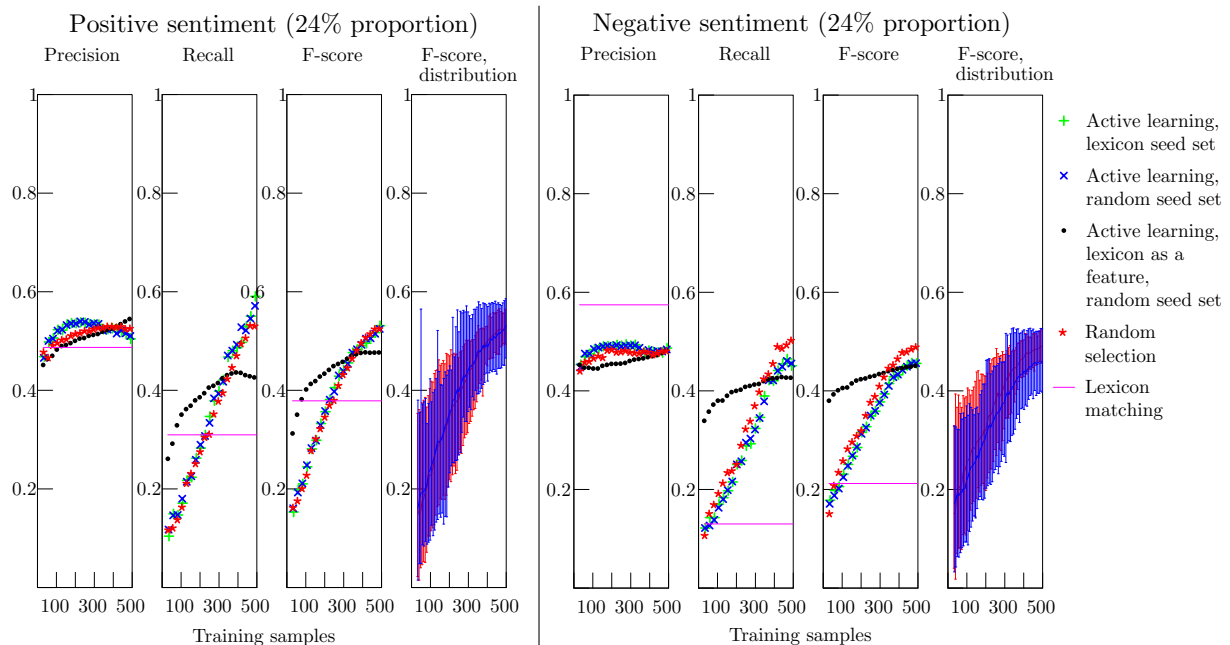 Positive sentiment (24% proportion)
Precision
Recall
F-score
F-score,
distribution
1
0.8
0.6
0.4
0.2
100 300 500
1
0.8
0.6
0.4
0.2
100 300 500
1
0.8
0.6
0.4
0.2
100 300 500
1
0.8
0.6
0.4
0.2
100 300 500
Training samples
Negative sentiment (24% proportion)
Precision
Recall
F-score
F-score,
distribution
1
0.8
0.6
0.4
0.2
100 300 500
1
0.8
0.6
0.4
0.2
100 300 500
1
0.8
0.6
0.4
0.2
100 300 500
1
0.8
0.6
0.4
0.2
100 300 500
Training samples
Active learning,
lexicon seed set
Active learning,
random seed set
Active learning,
lexicon as a
feature,
random seed set
Random
selection
Lexicon
matching